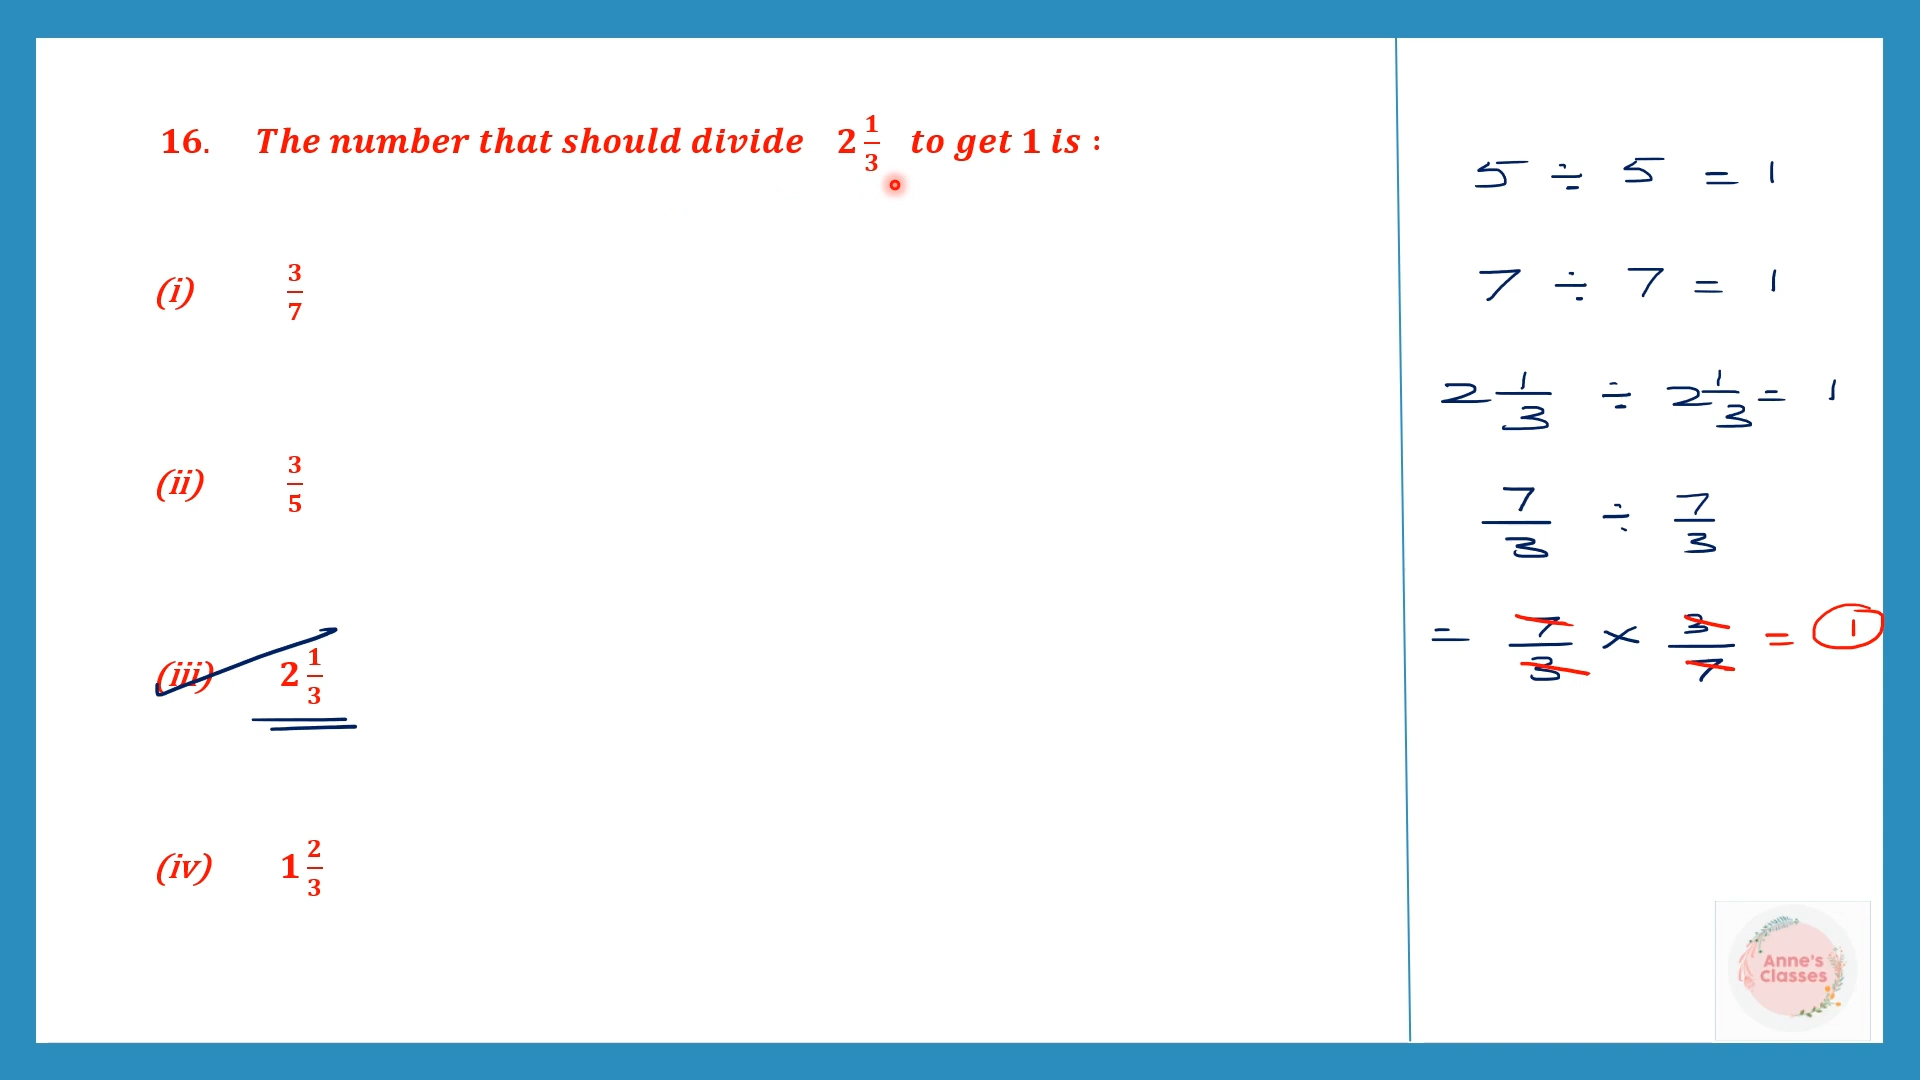 16. The number that should divide 2 1/3 to get 1 is :
(i) 3/7
(ii) 3/5
(iii) 2 1/3
(iv) 1 2/3
5 ÷ 5 = 1
7 ÷ 7 = 1
2 1/3 ÷ 2 1/3 = 1
7/3 ÷ 7/3
= 7/3 × 3/7 = 1
Anne's
Classes